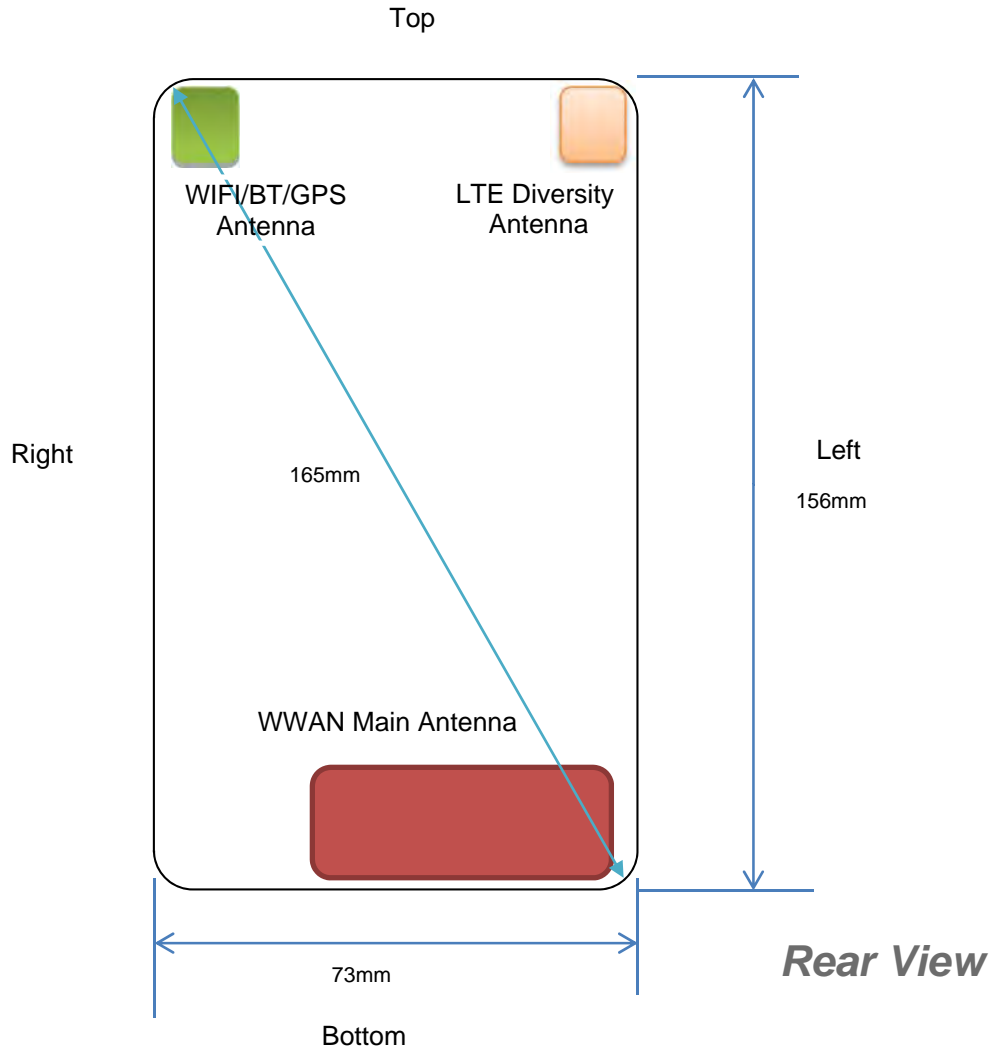 Top
WIFI/BT/GPS
Antenna
LTE Diversity
Antenna
Right
Left
165mm
156mm
WWAN Main Antenna
Rear View
73mm
Bottom